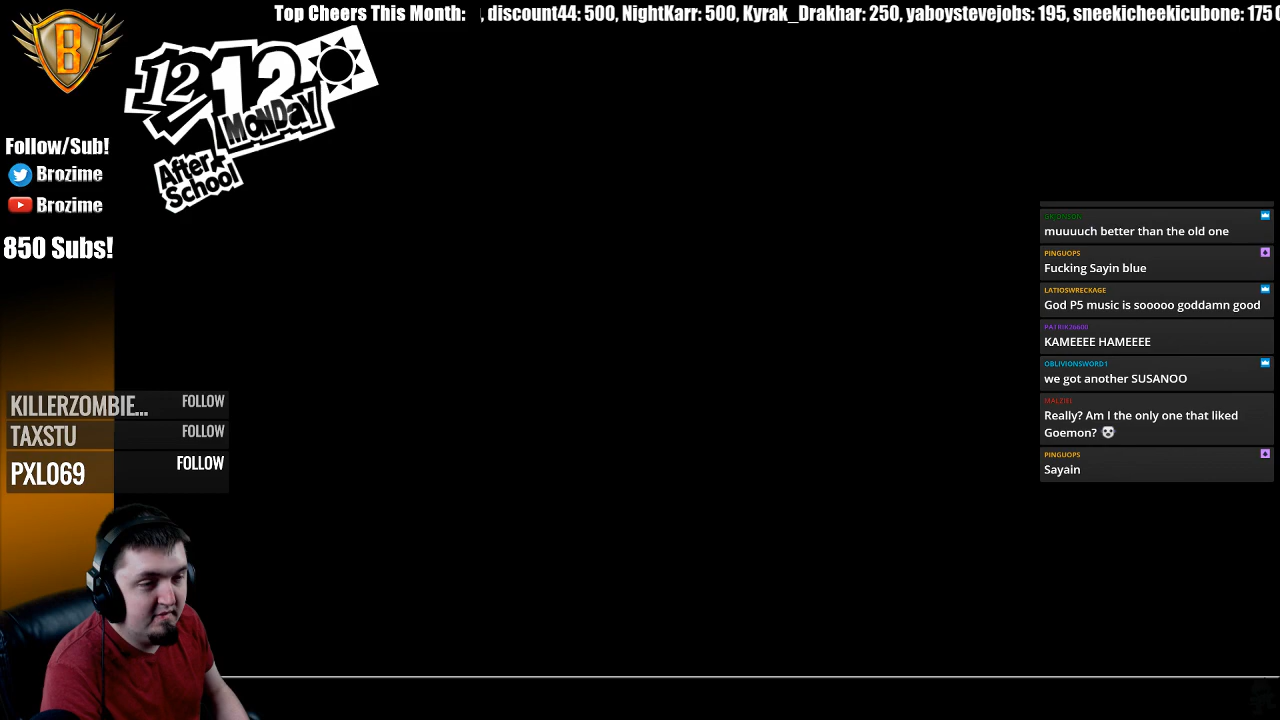 Top Cheers This Month: , discount44: 500, NightKarr: 500, Kyrak_Drakhar: 250, yaboystevejobs: 195, sneekicheekicubone: 175
B
12 12
MONDAY
After School
Follow/Sub!
Brozime
Brozime
850 Subs!
KILLERZOMBIE... FOLLOW
TAXSTU FOLLOW
PXL069 FOLLOW
muuuuch better than the old one
PINGUOPS
Fucking Sayin blue
LATIOSWRECKAGE
God P5 music is sooooo goddamn good
PATRIK26600
KAMEEEE HAMEEEE
OBLIVIONSWORD1
we got another SUSANOO
Really? Am I the only one that liked
Goemon?
PINGUOPS
Sayain